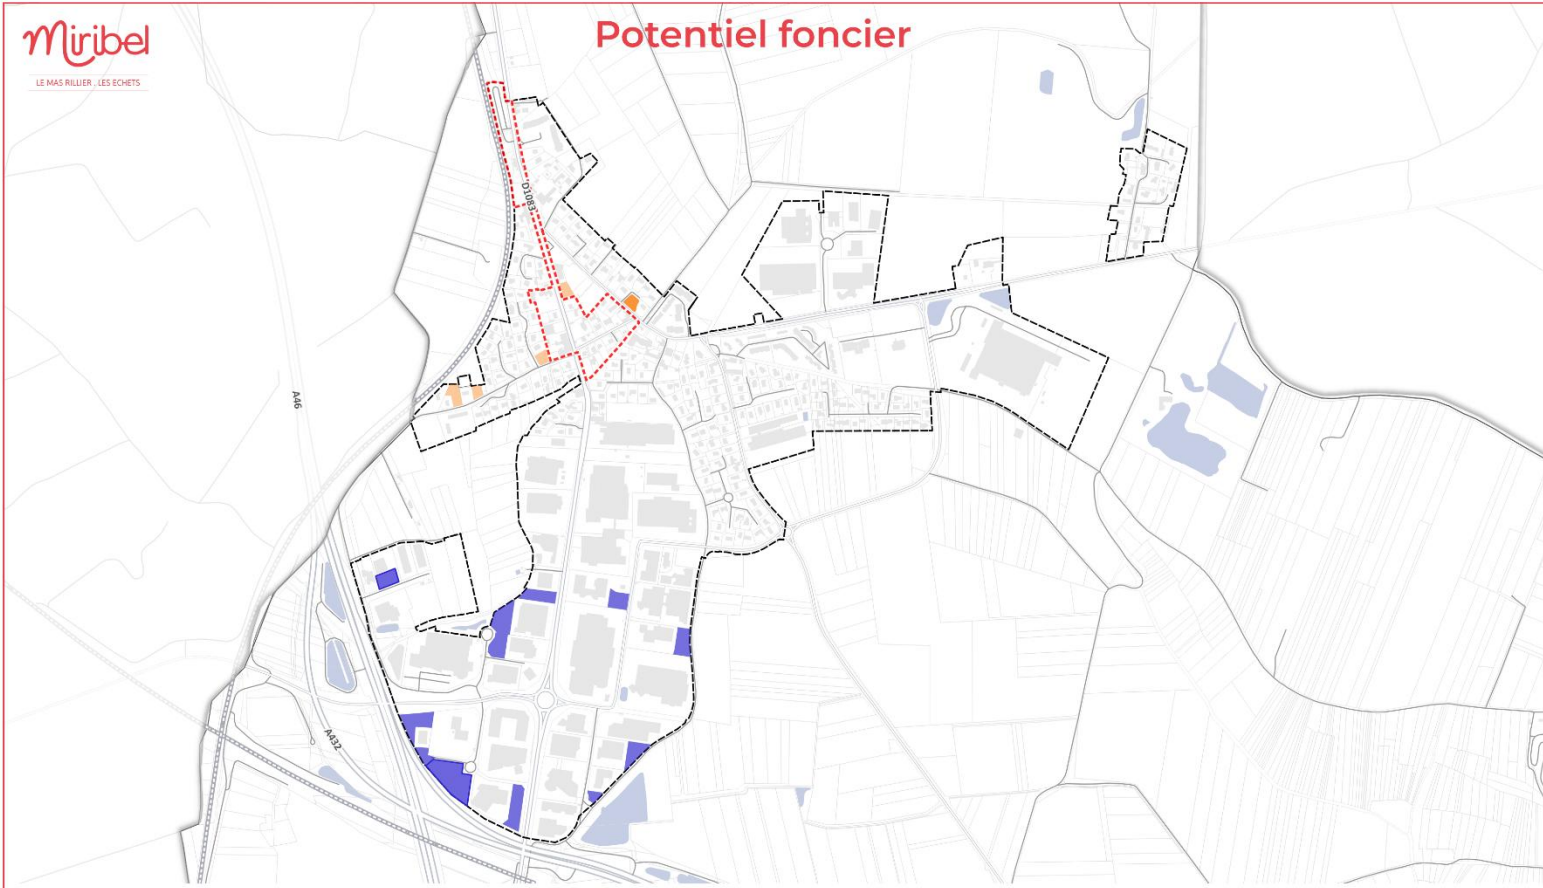 Miribel
LE MAS RILLIER . LES ECHETS
Potentiel foncier
D1083
A46
A432